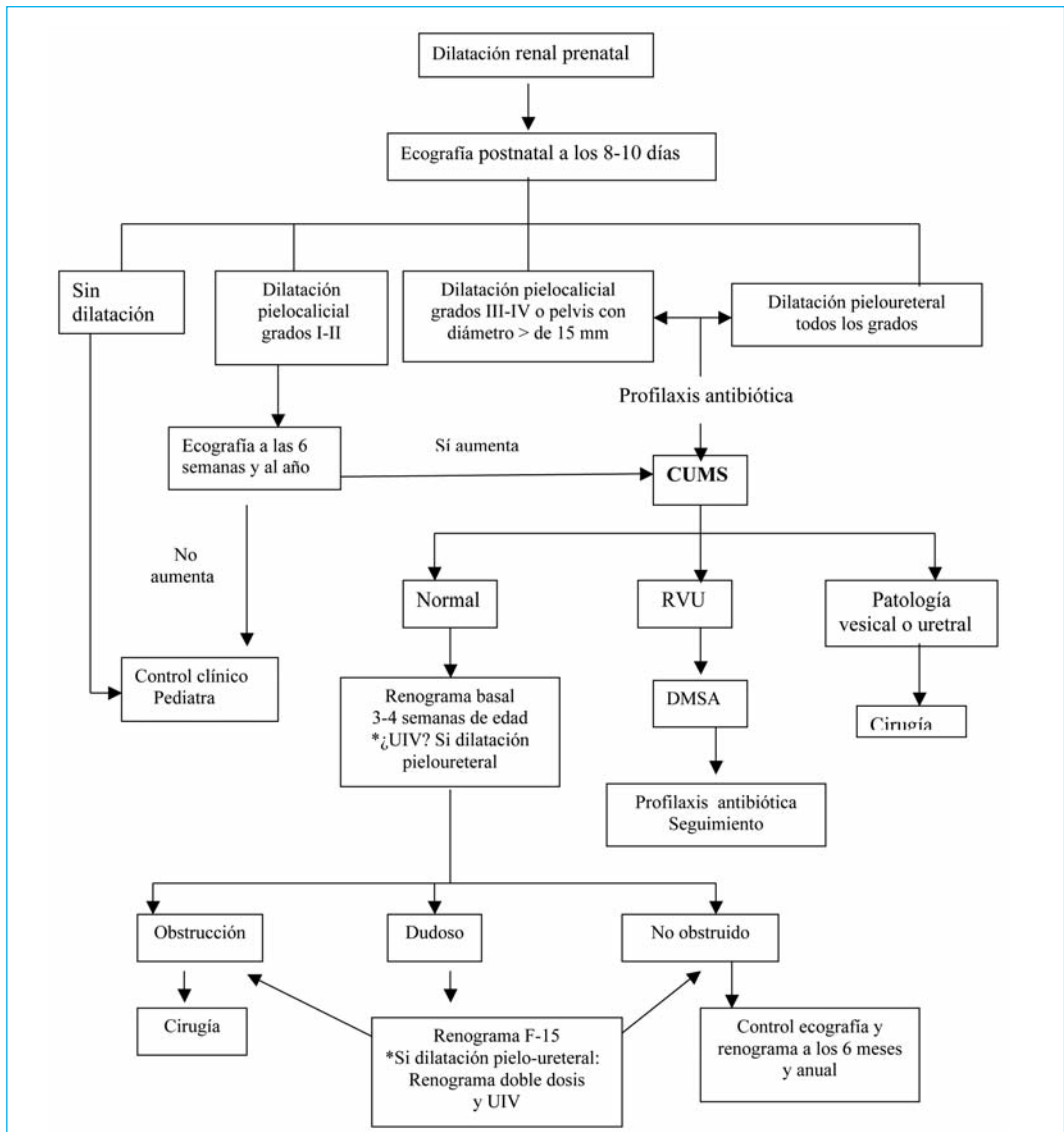 Dilatación renal prenatal
Ecografía postnatal a los 8-10 días
Sin
dilatación
Dilatación
pielocalicial
grados I-II
Dilatación pielocalicial
grados III-IV o pelvis con
diámetro > de 15 mm
Dilatación pieloureteral
todos los grados
Profilaxis antibiótica
Ecografía a las 6
semanas y al año
Sí aumenta
CUMS
No
aumenta
Normal
RVU
Patología
vesical o uretral
Control clínico
Pediatra
Renograma basal
3-4 semanas de edad
*¿UIV? Si dilatación
pieloureteral
DMSA
Cirugía
Profilaxis antibiótica
Seguimiento
Obstrucción
Dudoso
No obstruido
Cirugía
Renograma F-15
*Si dilatación pielo-ureteral:
Renograma doble dosis
y UIV
Control ecografía y
renograma a los 6 meses
y anual